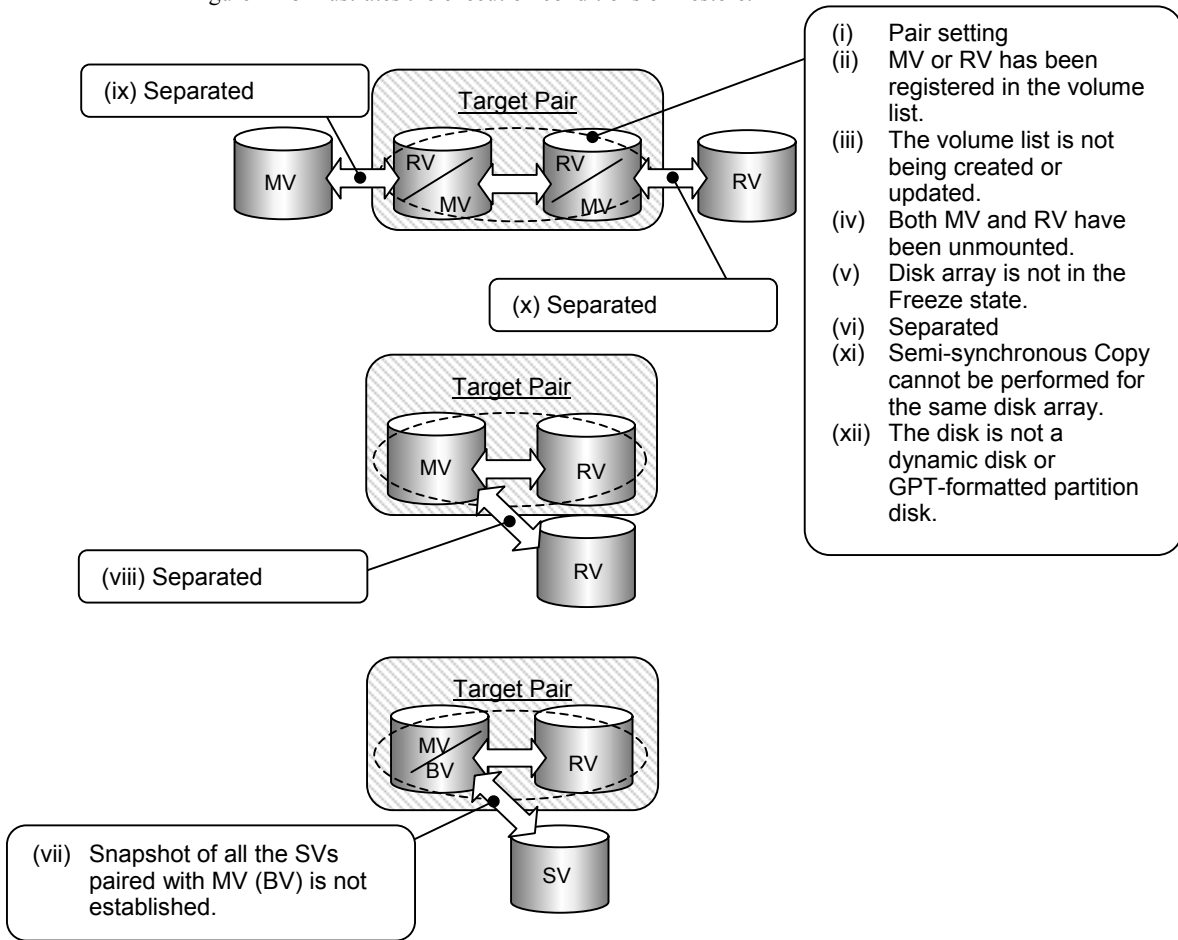 (ix) Separated
Target Pair
MV
RV
MV
RV
MV
RV
(x) Separated
(i) Pair setting
(ii) MV or RV has been
registered in the volume
list.
(iii) The volume list is not
being created or
updated.
(iv) Both MV and RV have
been unmounted.
(v) Disk array is not in the
Freeze state.
(vi) Separated
(xi) Semi-synchronous Copy
cannot be performed for
the same disk array.
(xii) The disk is not a
dynamic disk or
GPT-formatted partition
disk.
Target Pair
MV
RV
(viii) Separated
RV
Target Pair
MV
BV
RV
(vii) Snapshot of all the SVs
paired with MV (BV) is not
established.
SV